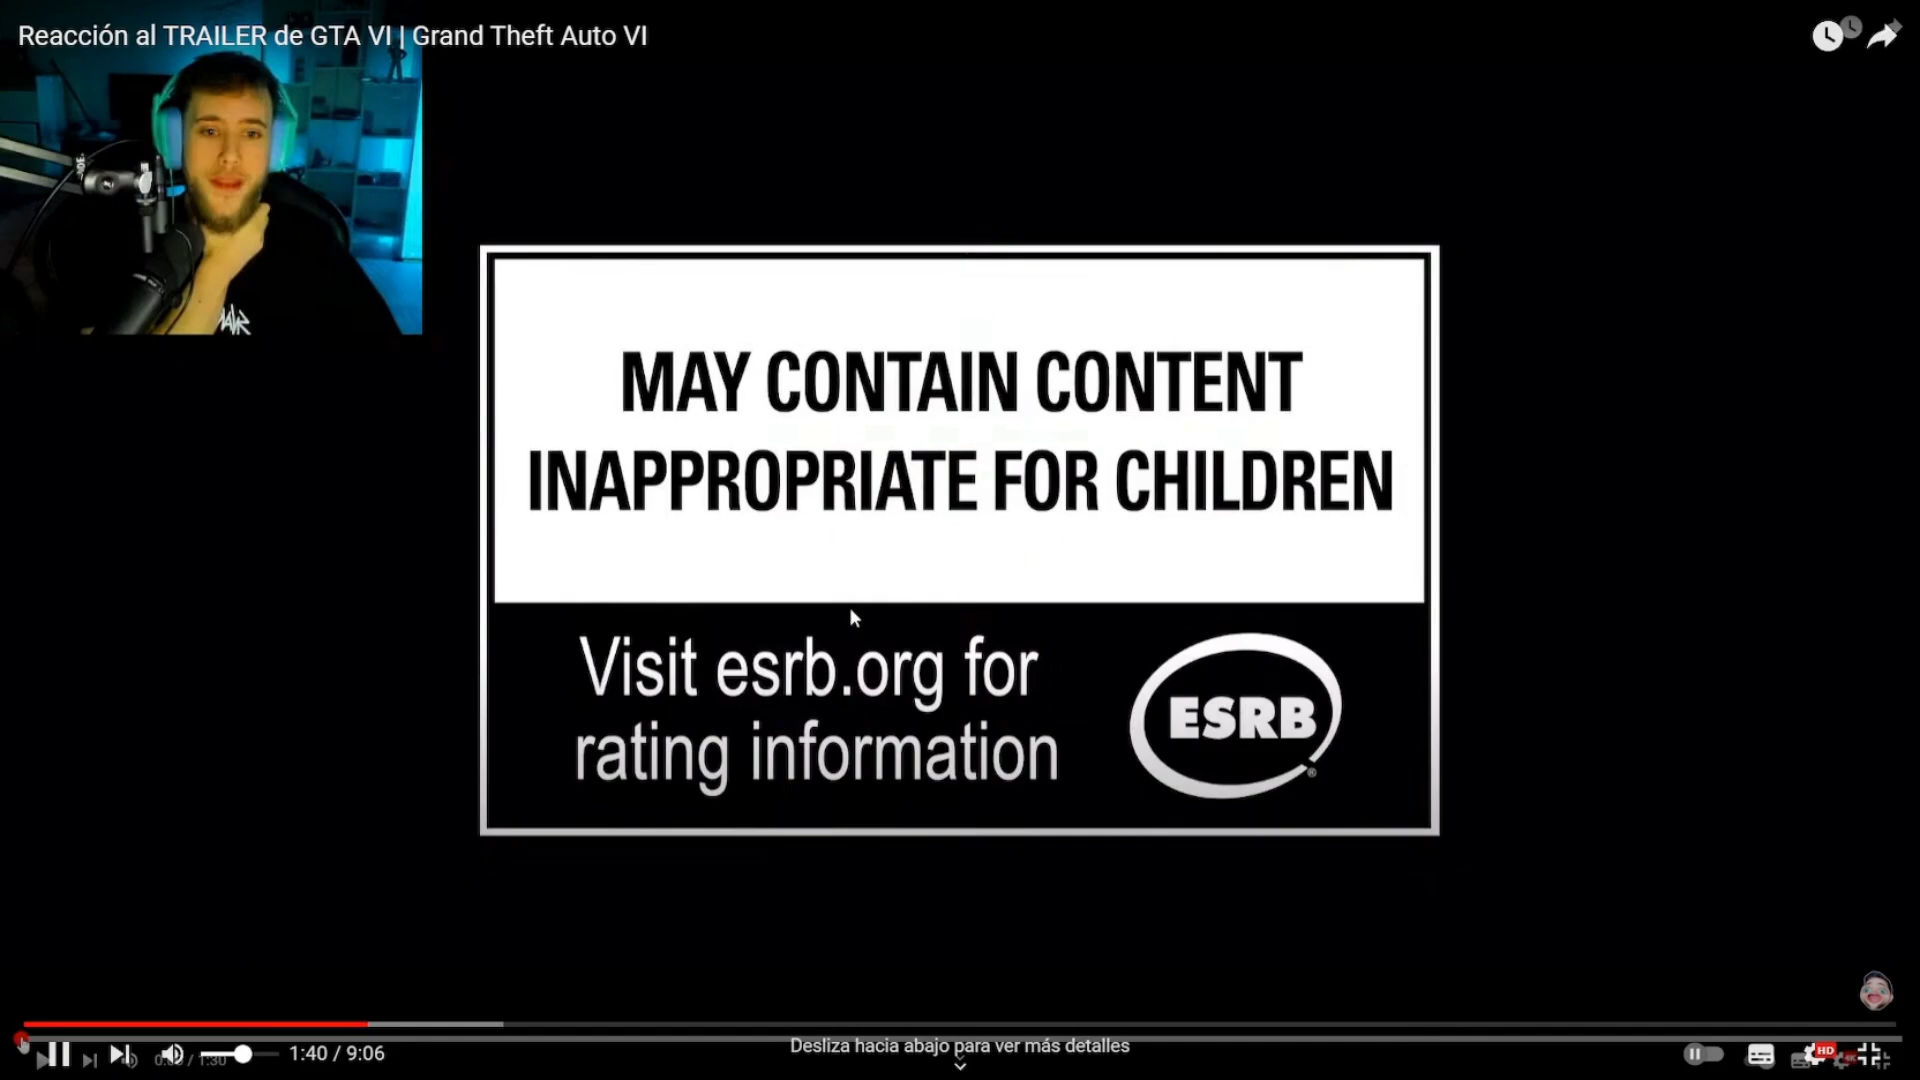 Reacción al TRAILER de GTA VI | Grand Theft Auto VI
MAY CONTAIN CONTENT
INAPPROPRIATE FOR CHILDREN
Visit esrb.org for
rating information
ESRB
®
1:40 / 9:06
Desliza hacia abajo para ver más detalles
HD